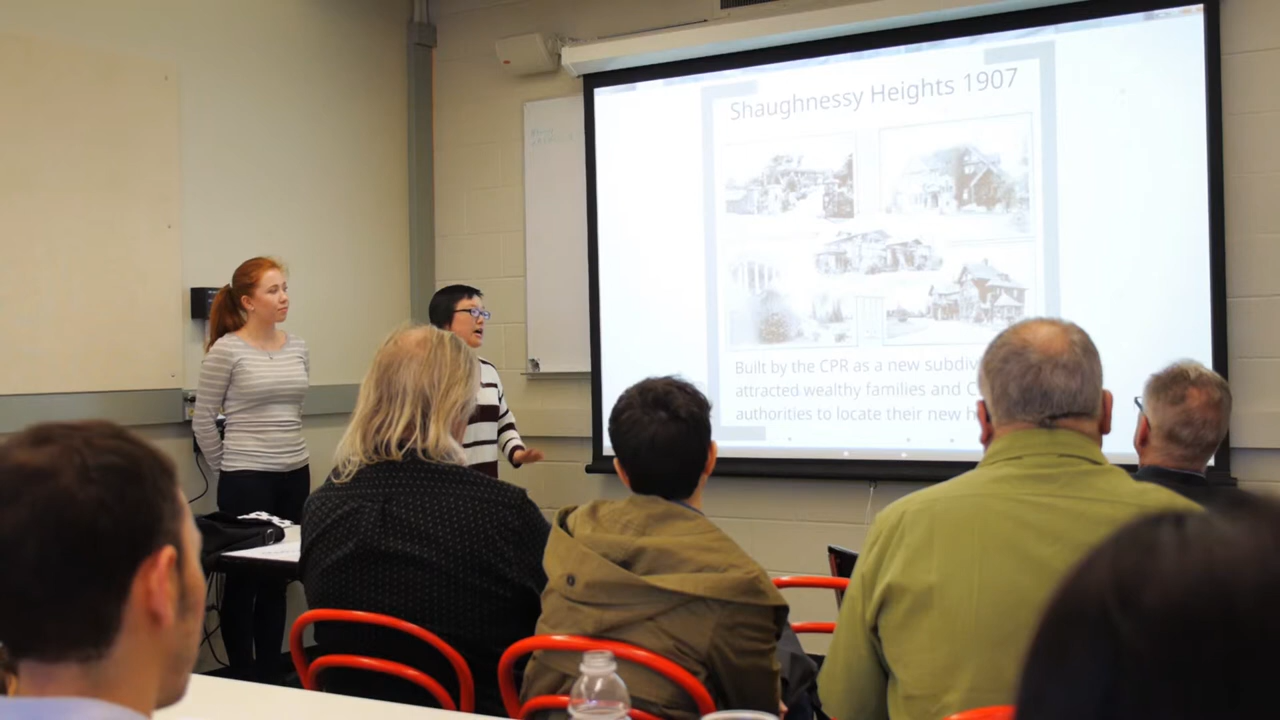 Shaughnessy Heights 1907
Built by the CPR as a new subdiv
attracted wealthy families and C
authorities to locate their new h